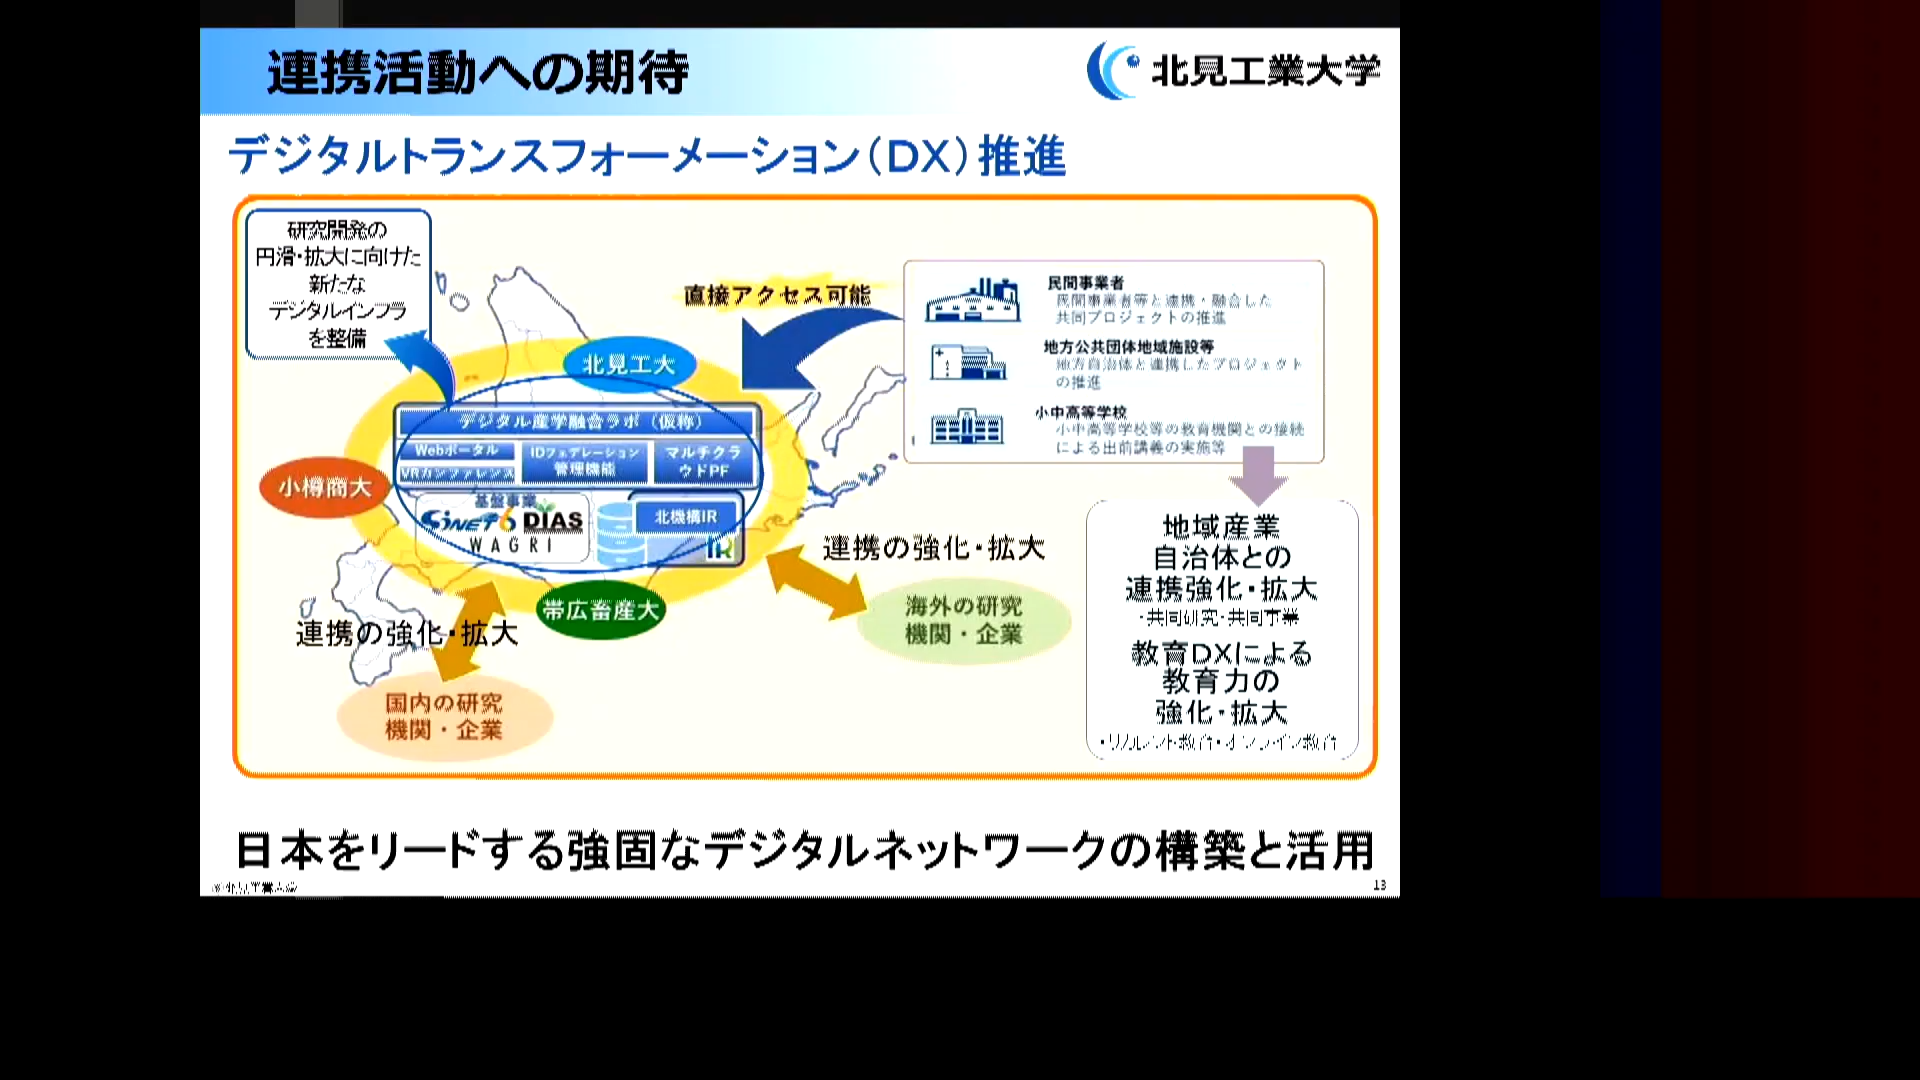 連携活動への期待
北見工業大学
デジタルトランスフォーメーション(DX)推進
研究開発の
円滑・拡大に向けた
新たな
デジタルインフラ
を整備
直接アクセス可能
民間事業者
民間事業者等と連携・融合した
共同プロジェクトの推進
地方公共団体地域施設等
地方自治体と連携したプロジェクト
の推進
小中高等学校
小中高等学校等の教育機関との接続
による出前講義の実施等
北見工大
デジタル産学融合ラボ(仮称)
Webポータル
VRカンファレンス
IDフェデレーション
管理機能
マルチクラ
ウドPF
小樽商大
基盤事業
SINET6 DIAS
WAGRI
北機構IR
IR
帯広畜産大
連携の強化・拡大
海外の研究
機関・企業
連携の強化・拡大
国内の研究
機関・企業
地域産業
自治体との
連携強化・拡大
・共同研究・共同事業
教育DXによる
教育力の
強化・拡大
・リカレント教育・オンライン教育
日本をリードする強固なデジタルネットワークの構築と活用
©北見工業大学
13